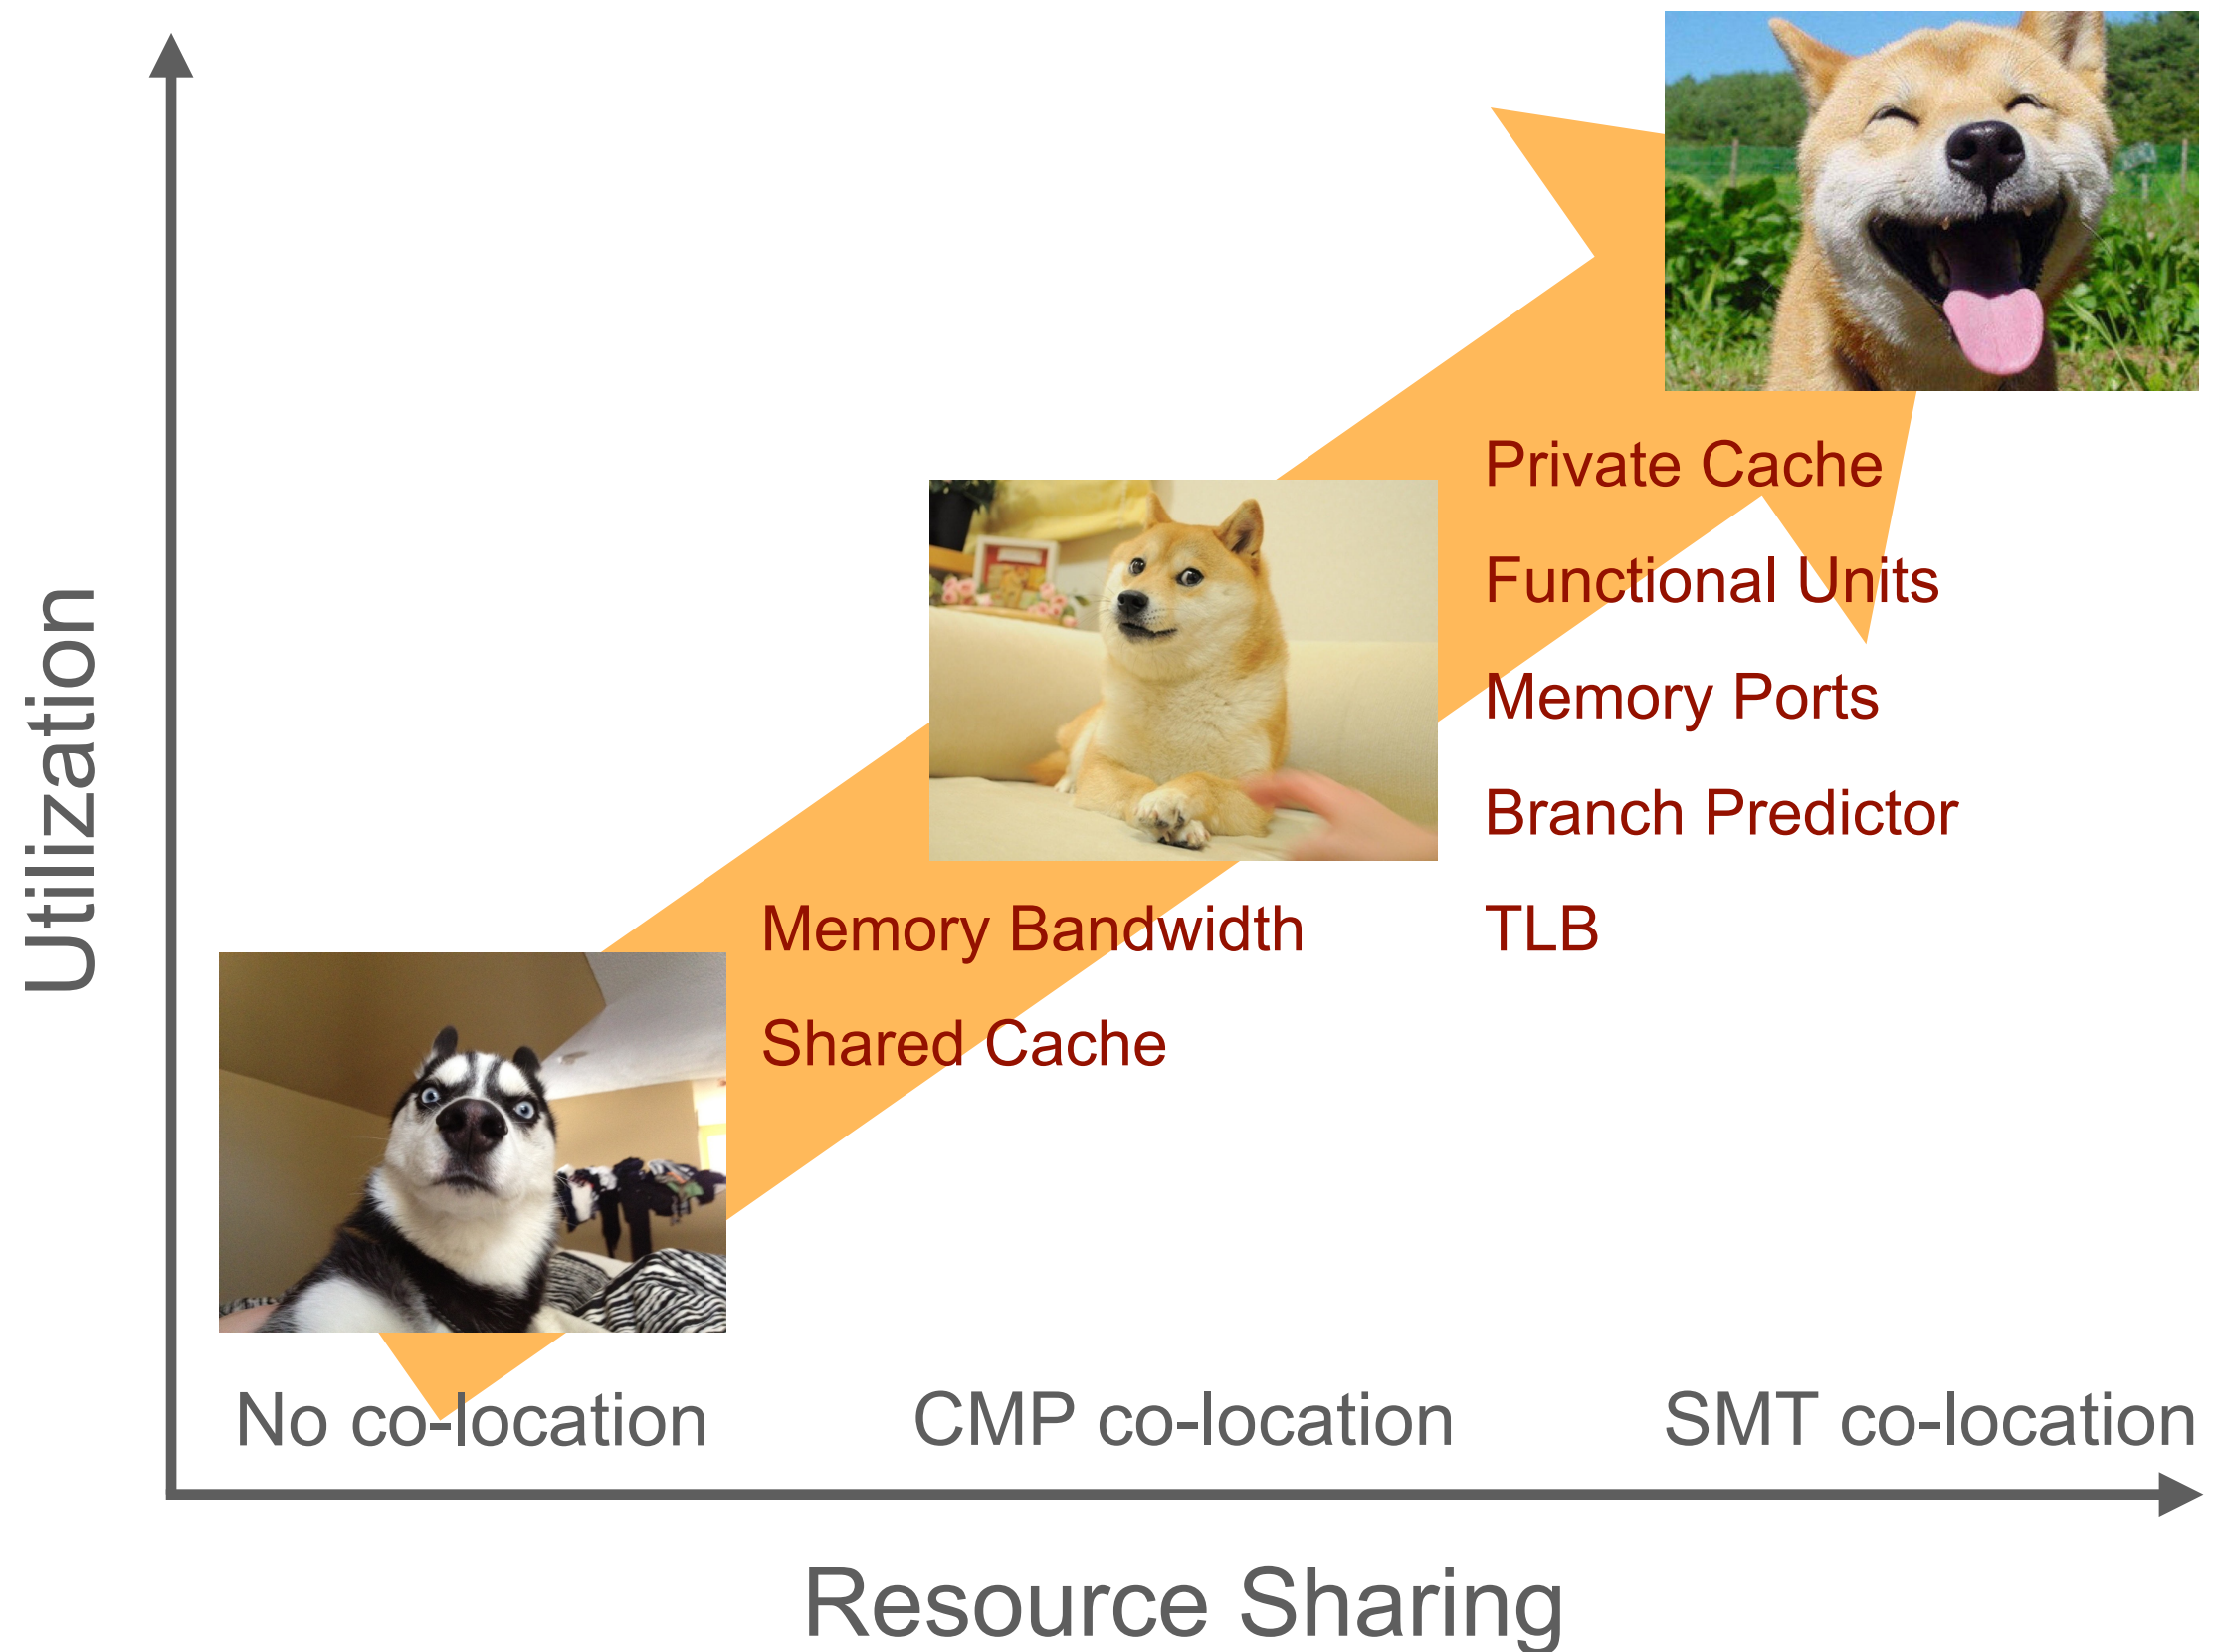 Utilization
Private Cache
Functional Units
Memory Ports
Branch Predictor
TLB
Memory Bandwidth
Shared Cache
No co-location
CMP co-location
SMT co-location
Resource Sharing